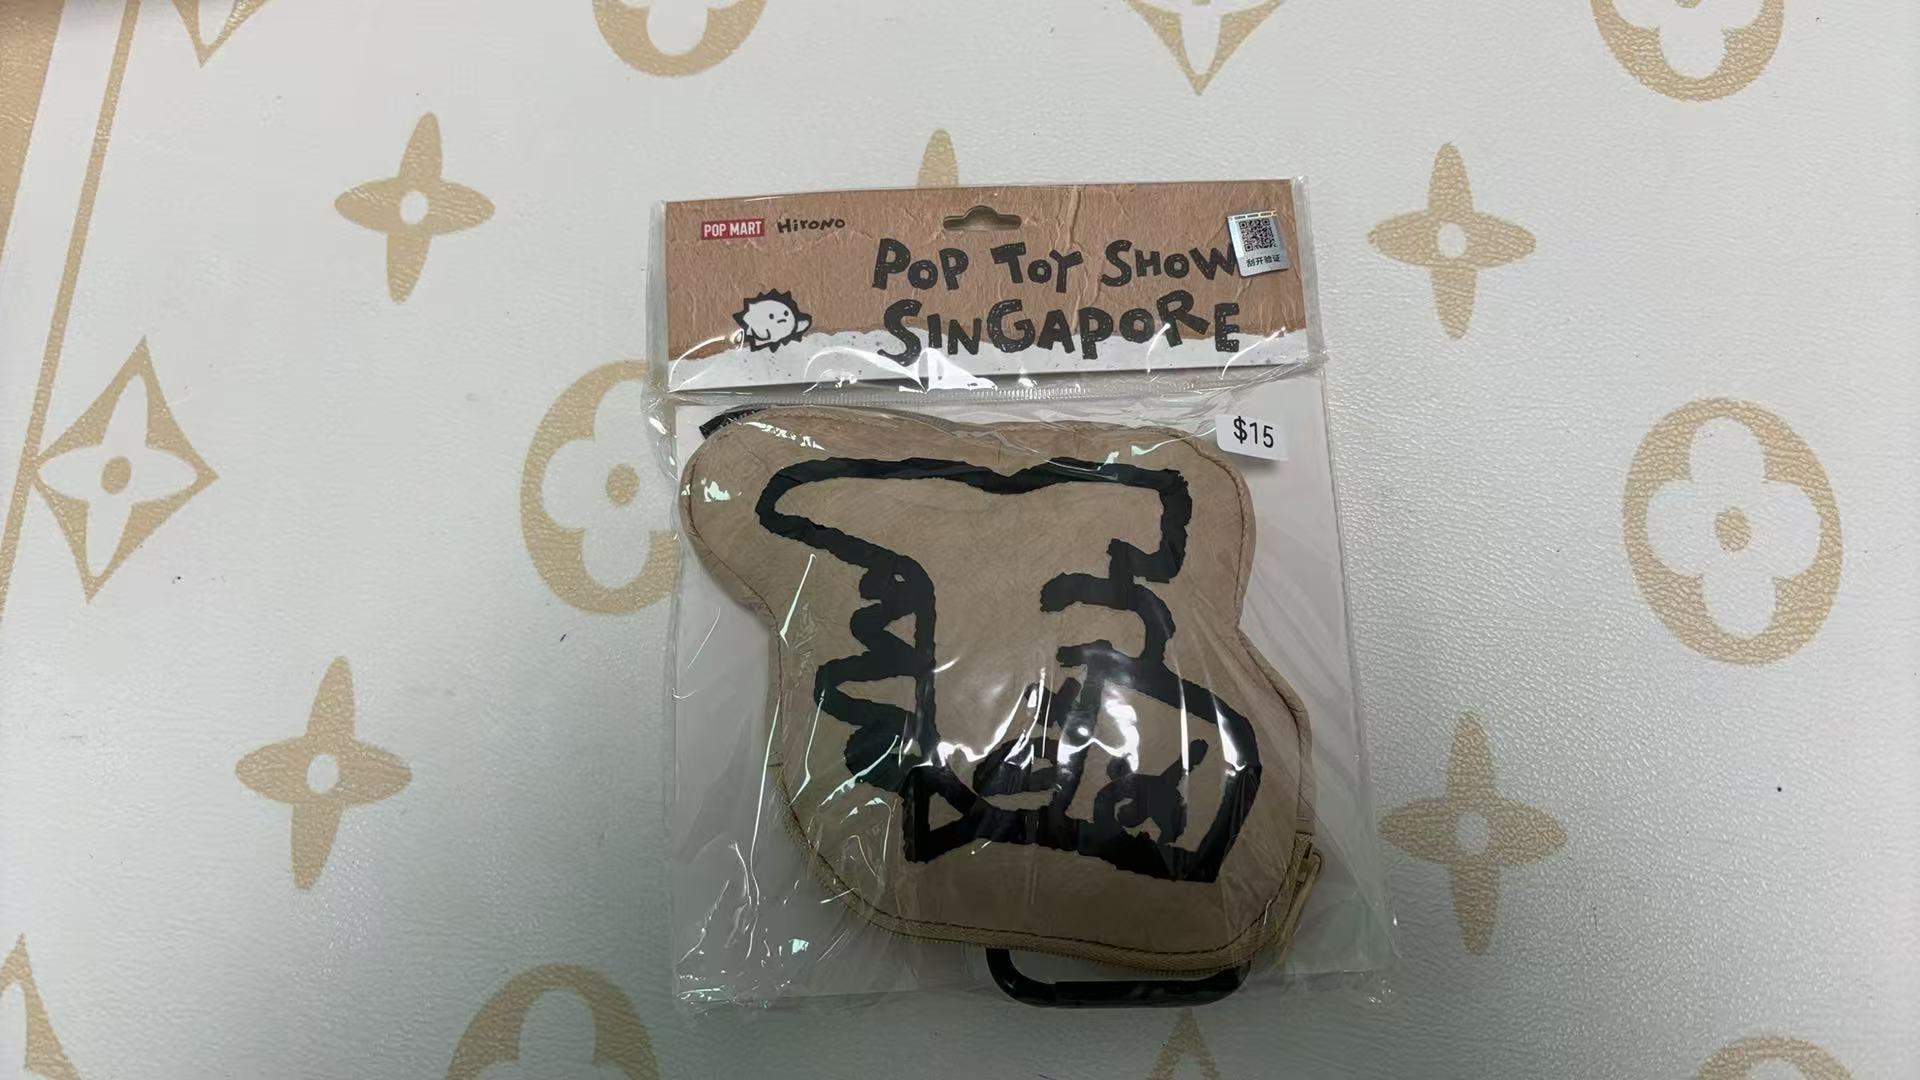 POP MART HiroNo
POP TOY SHOW
SINGAPORE
刮开验证
$15